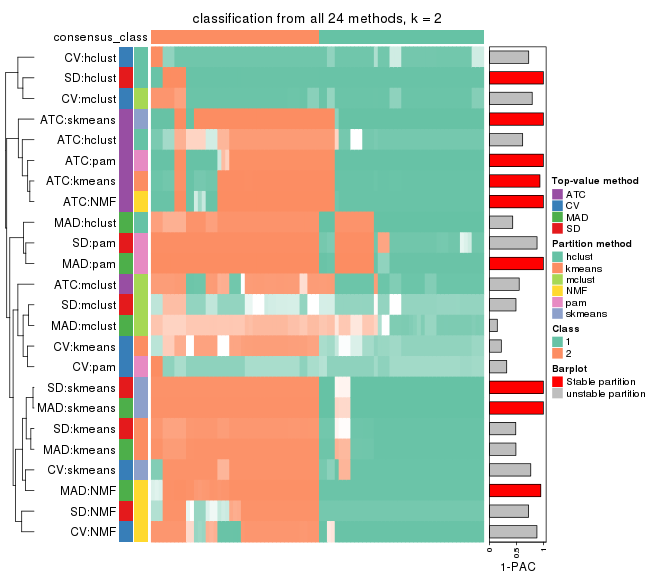 classification from all 24 methods, k = 2
consensus_class
CV:hclust
SD:hclust
CV:mclust
ATC:skmeans
ATC:hclust
ATC:pam
ATC:kmeans
ATC:NMF
MAD:hclust
SD:pam
MAD:pam
ATC:mclust
SD:mclust
MAD:mclust
CV:kmeans
CV:pam
SD:skmeans
MAD:skmeans
SD:kmeans
MAD:kmeans
CV:skmeans
MAD:NMF
SD:NMF
CV:NMF
0
0.5
1
1-PAC
Top-value method
ATC
CV
MAD
SD
Partition method
hclust
kmeans
mclust
NMF
pam
skmeans
Class
1
2
Barplot
Stable partition
unstable partition